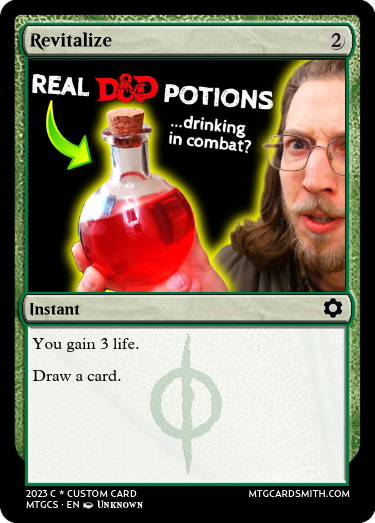 Revitalize 2
REAL D&D POTIONS
...drinking
in combat?
Instant
You gain 3 life.
Draw a card.
2023 C * CUSTOM CARD
MTGCS · EN Unknown
MTGCARDSMITH.COM